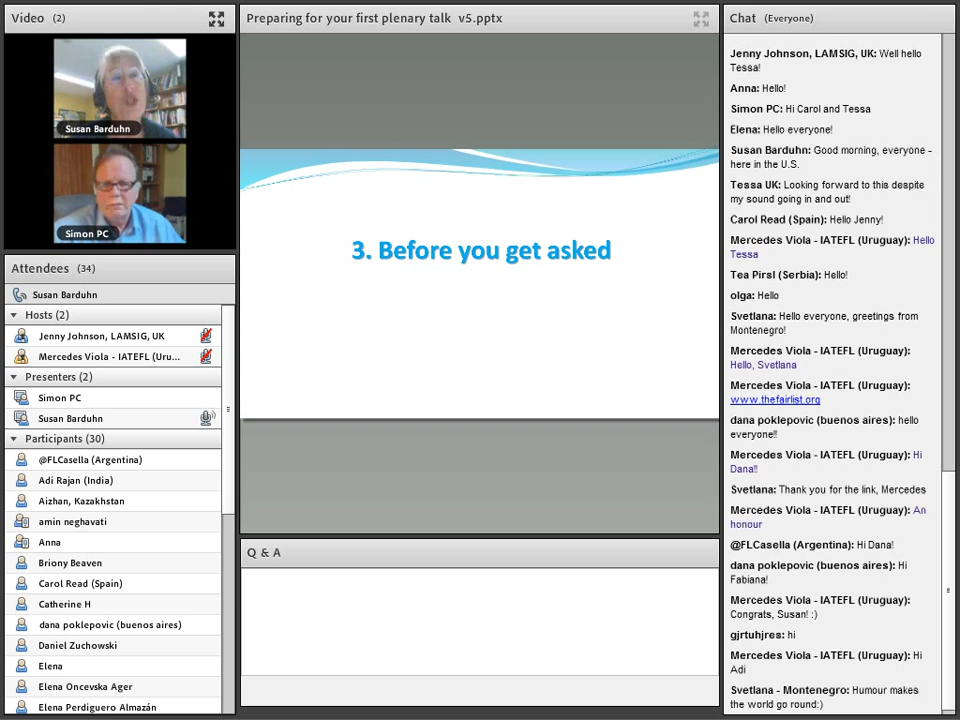 Video (2)
Susan Barduhn
Simon PC
Attendees (34)
Susan Barduhn
Hosts (2)
Jenny Johnson, LAMSIG, UK
Mercedes Viola - IATEFL (Uru...
Presenters (2)
Simon PC
Susan Barduhn
Participants (30)
@FLCasella (Argentina)
Adi Rajan (India)
Aizhan, Kazakhstan
amin neghavati
Anna
Briony Beaven
Carol Read (Spain)
Catherine H
dana poklepovic (buenos aires)
Daniel Zuchowski
Elena
Elena Oncevska Ager
Elena Perdiguero Almazán
Preparing for your first plenary talk v5.pptx
3. Before you get asked
Q & A
Chat (Everyone)
Jenny Johnson, LAMSIG, UK: Well hello
Tessa!
Anna: Hello!
Simon PC: Hi Carol and Tessa
Elena: Hello everyone!
Susan Barduhn: Good morning, everyone -
here in the U.S.
Tessa UK: Looking forward to this despite
my sound going in and out!
Carol Read (Spain): Hello Jenny!
Mercedes Viola - IATEFL (Uruguay): Hello
Tessa
Tea Pirsl (Serbia): Hello!
olga: Hello
Svetlana: Hello everyone, greetings from
Montenegro!
Mercedes Viola - IATEFL (Uruguay):
Hello, Svetlana
Mercedes Viola - IATEFL (Uruguay):
www.thefairlist.org
dana poklepovic (buenos aires): hello
everyone!!
Mercedes Viola - IATEFL (Uruguay): Hi
Dana!!
Svetlana: Thank you for the link, Mercedes
Mercedes Viola - IATEFL (Uruguay): An
honour
@FLCasella (Argentina): Hi Dana!
dana poklepovic (buenos aires): Hi
Fabiana!
Mercedes Viola - IATEFL (Uruguay):
Congrats, Susan! :)
gjrtuhjres: hi
Mercedes Viola - IATEFL (Uruguay): Hi
Adi
Svetlana - Montenegro: Humour makes
the world go round:)